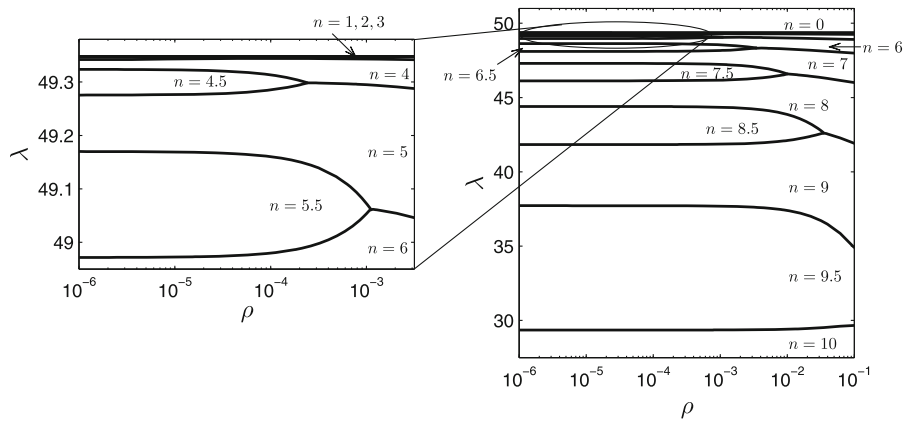 n = 1, 2, 3
n = 4
n = 4.5
49.3
49.2
n = 5
λ
49.1
n = 5.5
49
n = 6
10⁻⁶ 10⁻⁵ 10⁻⁴ 10⁻³
ρ
50
n = 0
n = 6
n = 6.5
n = 7
n = 7.5
45
n = 8
n = 8.5
40
λ
n = 9
35
n = 9.5
30
n = 10
10⁻⁶ 10⁻⁵ 10⁻⁴ 10⁻³ 10⁻² 10⁻¹
ρ